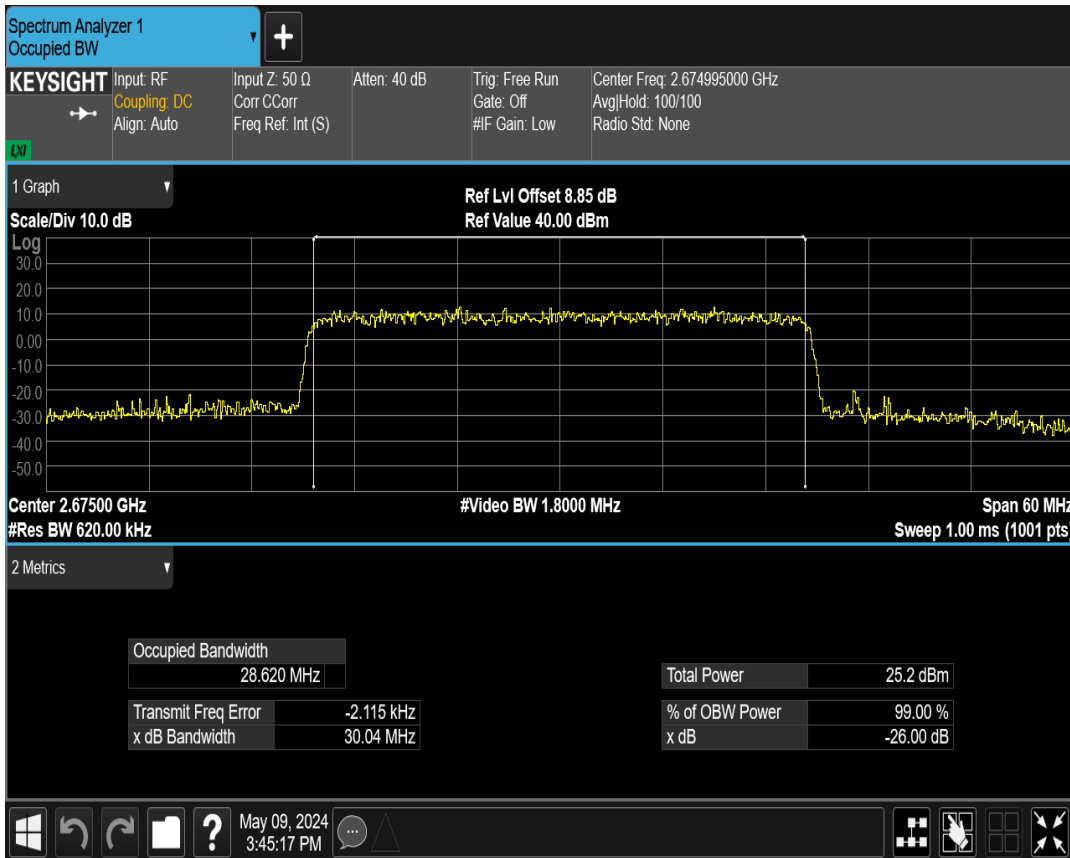 Spectrum Analyzer 1
Occupied BW
KEYSIGHT
LXI
Input: RF
Coupling: DC
Align: Auto
Input Z: 50 Ω
Corr CCorr
Freq Ref: Int (S)
Atten: 40 dB
Trig: Free Run
Gate: Off
#IF Gain: Low
Center Freq: 2.674995000 GHz
Avg|Hold: 100/100
Radio Std: None
1 Graph
Ref Lvl Offset 8.85 dB
Scale/Div 10.0 dB
Ref Value 40.00 dBm
Log
30.0
20.0
10.0
0.00
-10.0
-20.0
-30.0
-40.0
-50.0
Center 2.67500 GHz
#Video BW 1.8000 MHz
Span 60 MHz
#Res BW 620.00 kHz
Sweep 1.00 ms (1001 pts)
2 Metrics
Occupied Bandwidth
28.620 MHz
Total Power 25.2 dBm
Transmit Freq Error -2.115 kHz
% of OBW Power 99.00 %
x dB Bandwidth 30.04 MHz
x dB -26.00 dB
?
May 09, 2024
3:45:17 PM